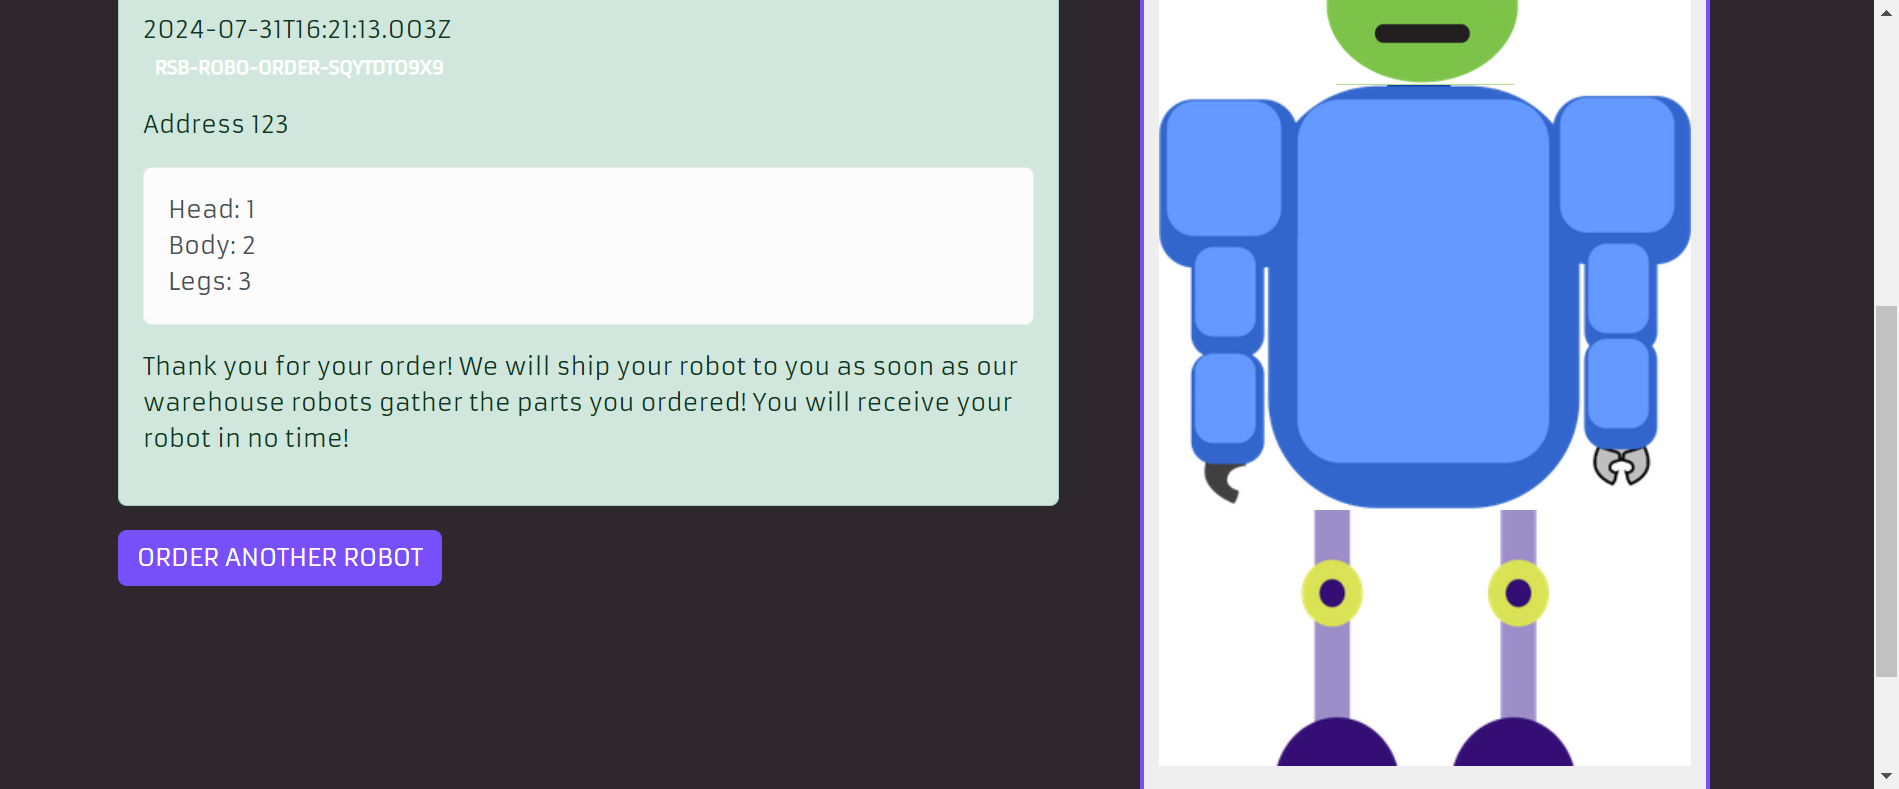 2024-07-31T16:21:13.003Z
RSB-ROBO-ORDER-SQYTDTO9X9
Address 123
Head: 1
Body: 2
Legs: 3
Thank you for your order! We will ship your robot to you as soon as our
warehouse robots gather the parts you ordered! You will receive your
robot in no time!
ORDER ANOTHER ROBOT